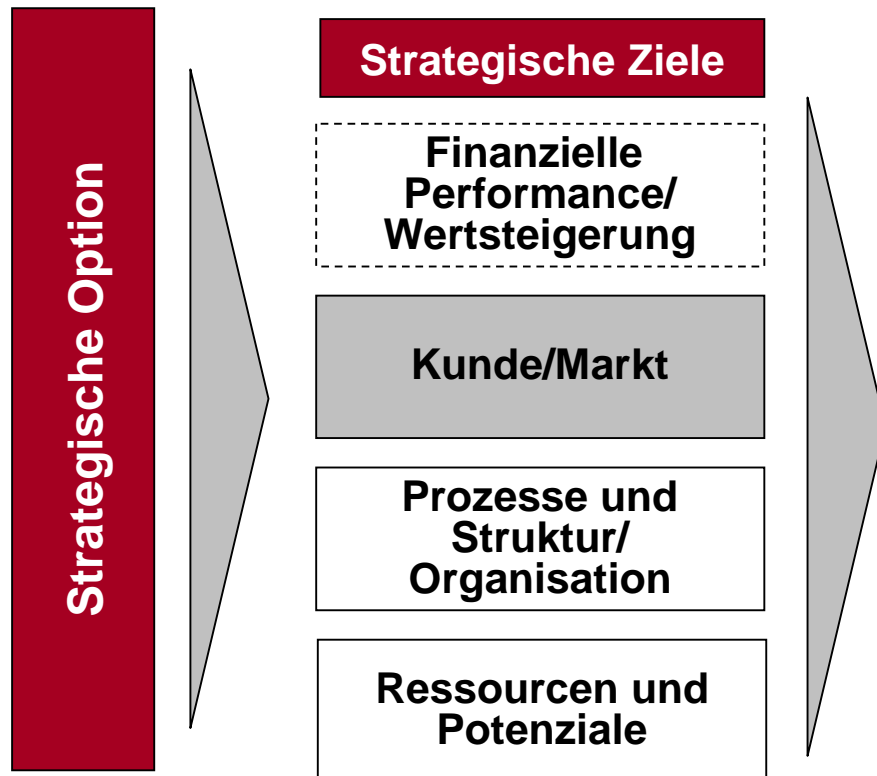 Strategische Option
Strategische Ziele
Finanzielle
Performance/
Wertsteigerung
Kunde/Markt
Prozesse und
Struktur/
Organisation
Ressourcen und
Potenziale